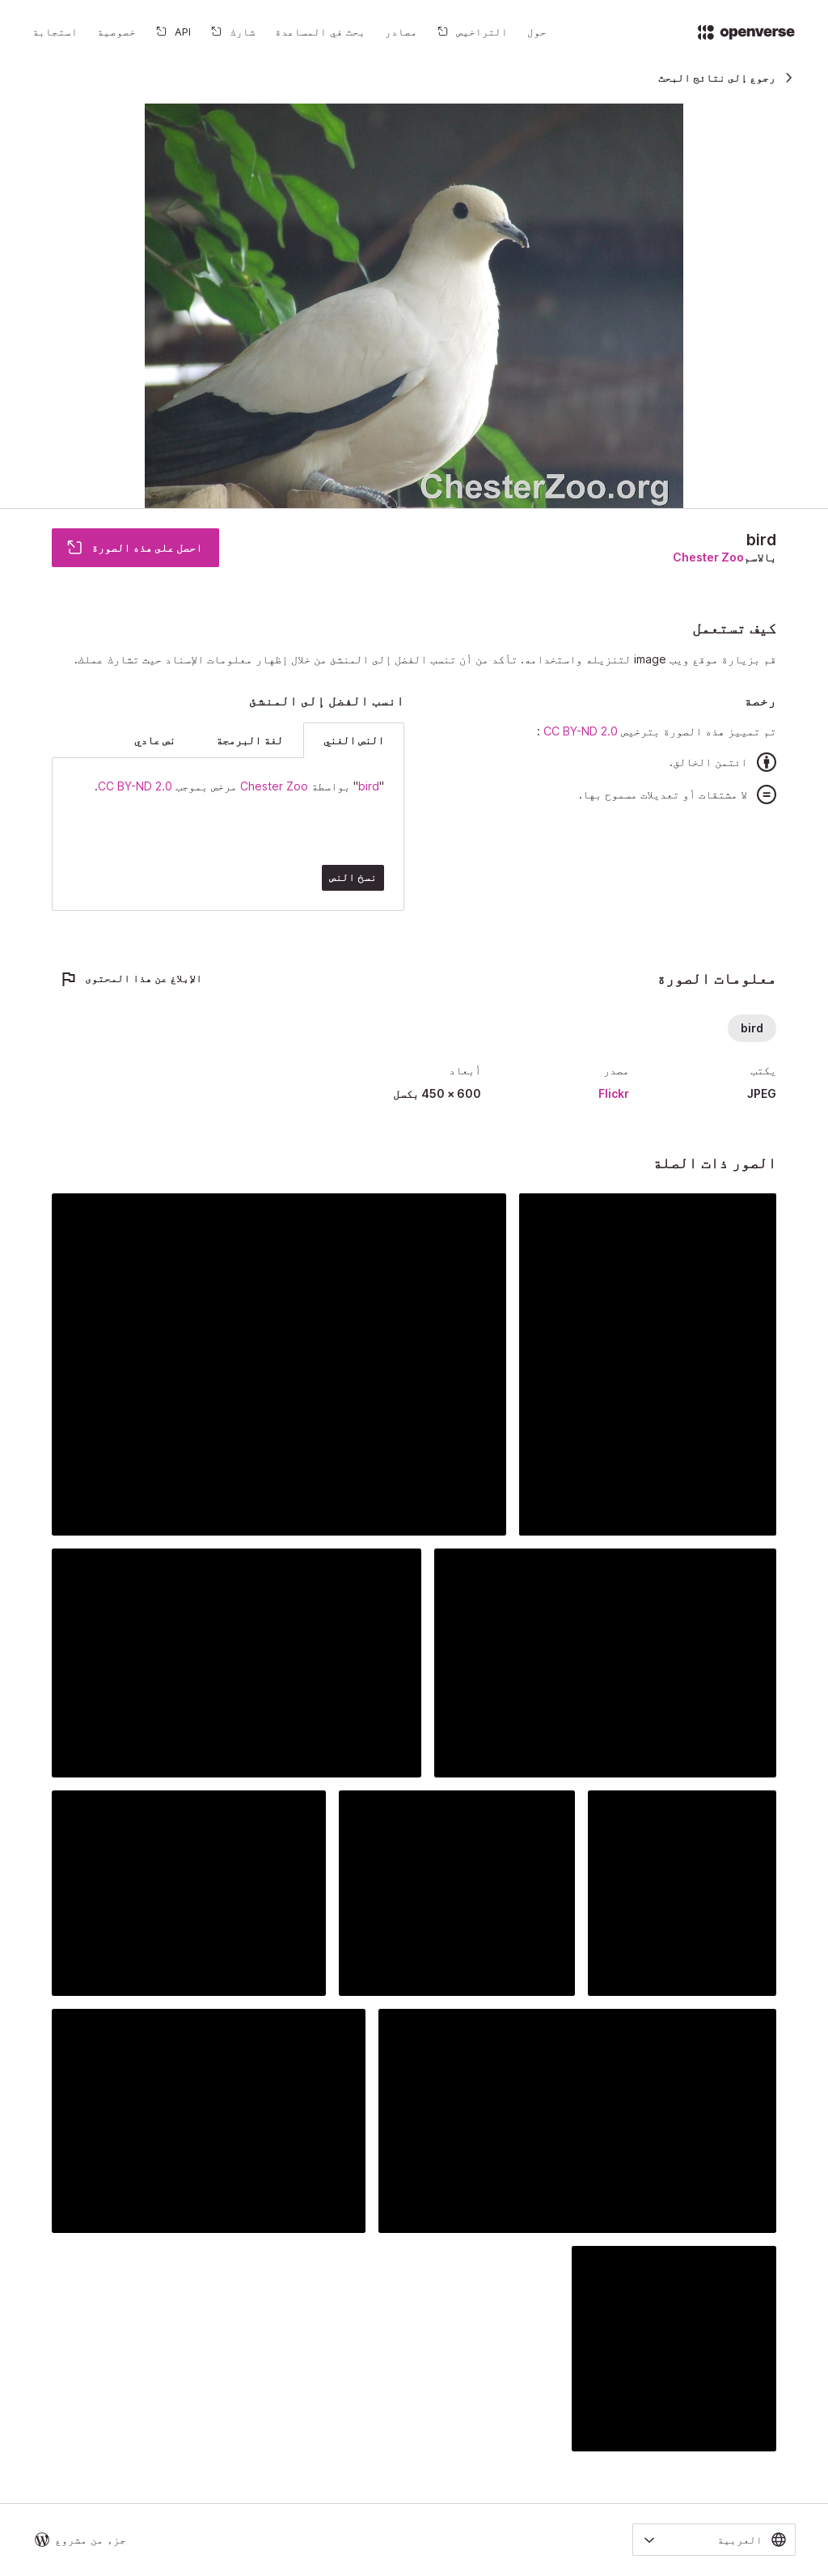 openverse
حول
التراخيص
مصادر
بحث في المساعدة
شارك
API
خصوصية
استجابة
رجوع إلى نتائج البحث
ChesterZoo.org
bird
بالاسم Chester Zoo
احصل على هذه الصورة
كيف تستعمل
قم بزيارة موقع ويب image لتنزيله واستخدامه. تأكد من أن تنسب الفضل إلى المنشئ من خلال إظهار معلومات الإسناد حيث تشارك عملك.
رخصة
تم تمييز هذه الصورة بترخيص CC BY-ND 2.0 :
ائتمن الخالق.
لا مشتقات أو تعديلات مسموح بها.
انسب الفضل إلى المنشئ
النص الغني
لغة البرمجة
نص عادي
"bird" بواسطة Chester Zoo مرخص بموجب CC BY-ND 2.0.
نسخ النص
معلومات الصورة
الإبلاغ عن هذا المحتوى
bird
يكتب
JPEG
مصدر
Flickr
أبعاد
600 × 450 بكسل
الصور ذات الصلة
العربية
جزء من مشروع